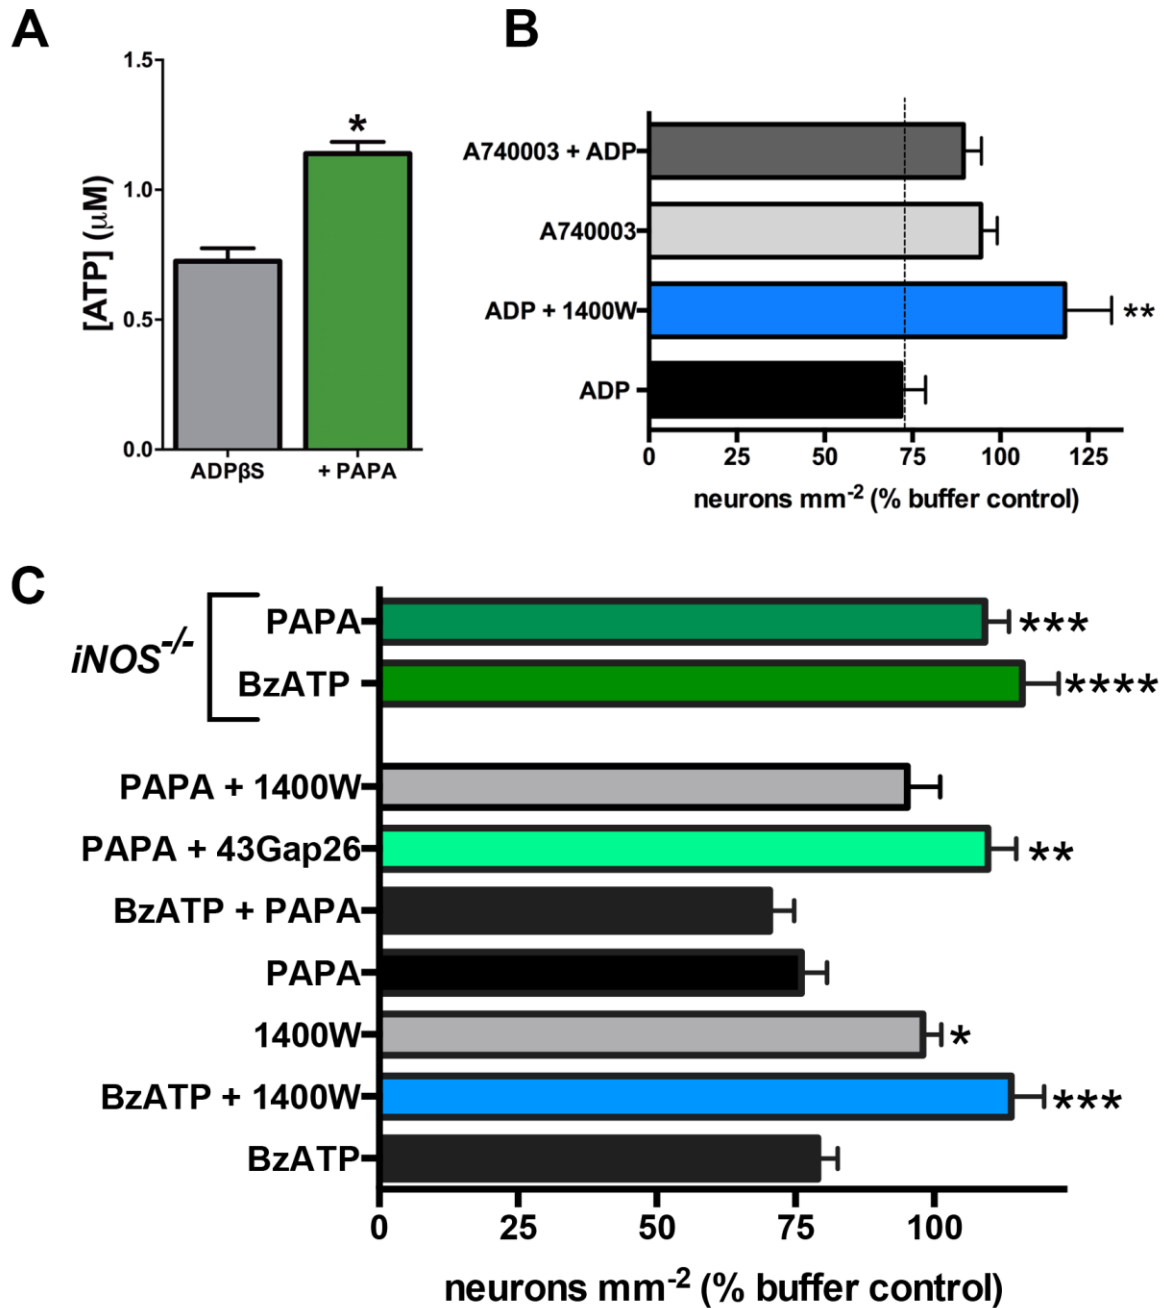 A
[ATP] (μM)
1.5
1.0
0.5
0.0
*
ADPβS
+ PAPA
B
A740003 + ADP
A740003
ADP + 1400W
**
ADP
0 25 50 75 100 125
neurons mm⁻² (% buffer control)
C
iNOS⁻/⁻
PAPA
***
BzATP
****
PAPA + 1400W
PAPA + 43Gap26
**
BzATP + PAPA
PAPA
1400W
*
BzATP + 1400W
***
BzATP
0 25 50 75 100
neurons mm⁻² (% buffer control)